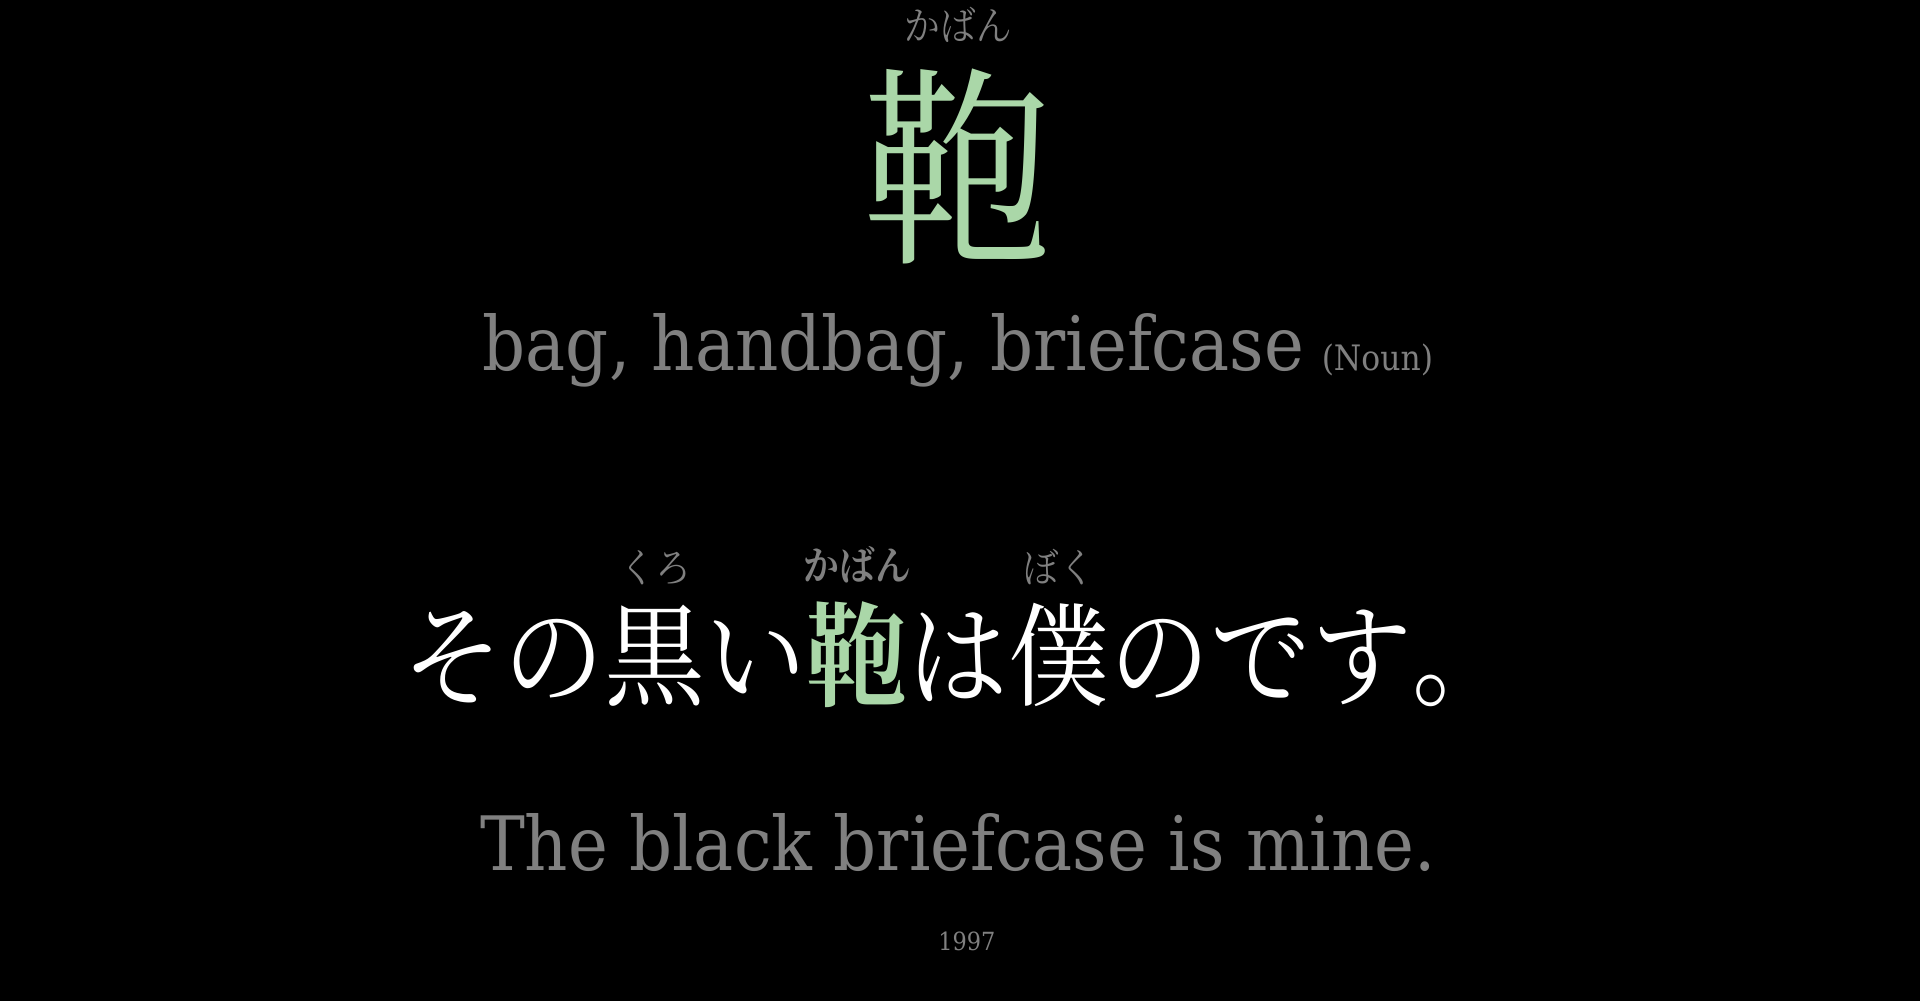 かばん
鞄
bag, handbag, briefcase (Noun)
くろ かばん ぼく
その黒い鞄は僕のです。
The black briefcase is mine.
1997